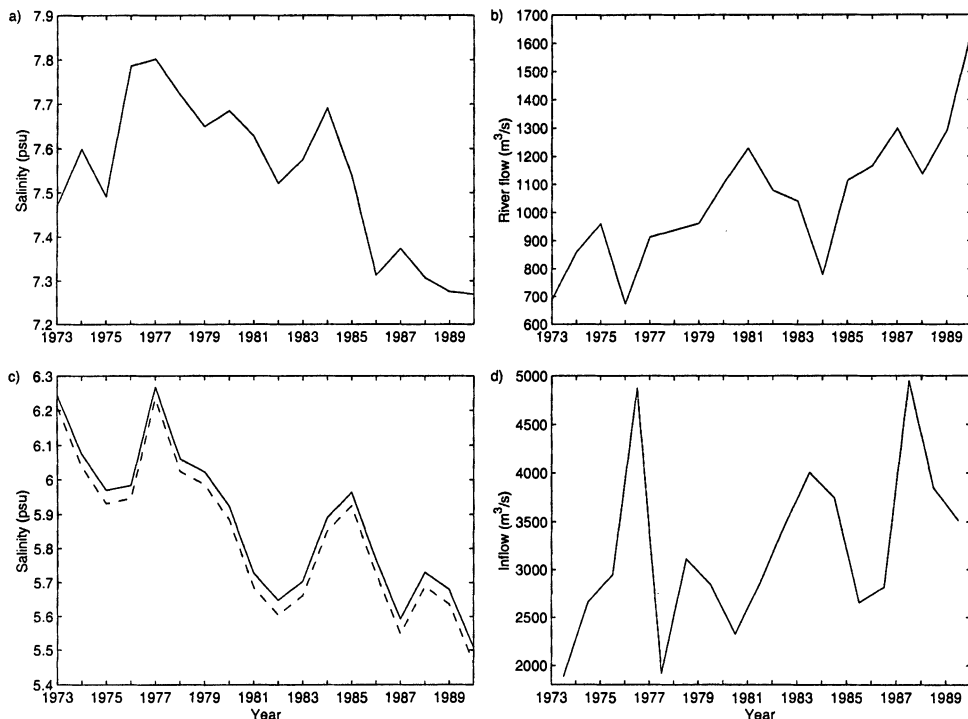 a)
7.9
7.8
7.7
7.6
7.5
7.4
7.3
7.2
Salinity (psu)
1973 1975 1977 1979 1981 1983 1985 1987 1989
b)
1700
1600
1500
1400
1300
1200
1100
1000
900
800
700
600
River flow (m³/s)
1973 1975 1977 1979 1981 1983 1985 1987 1989
c)
6.3
6.2
6.1
6
5.9
5.8
5.7
5.6
5.5
5.4
Salinity (psu)
1973 1975 1977 1979 1981 1983 1985 1987 1989
Year
d)
5000
4500
4000
3500
3000
2500
2000
Inflow (m³/s)
1973 1975 1977 1979 1981 1983 1985 1987 1989
Year